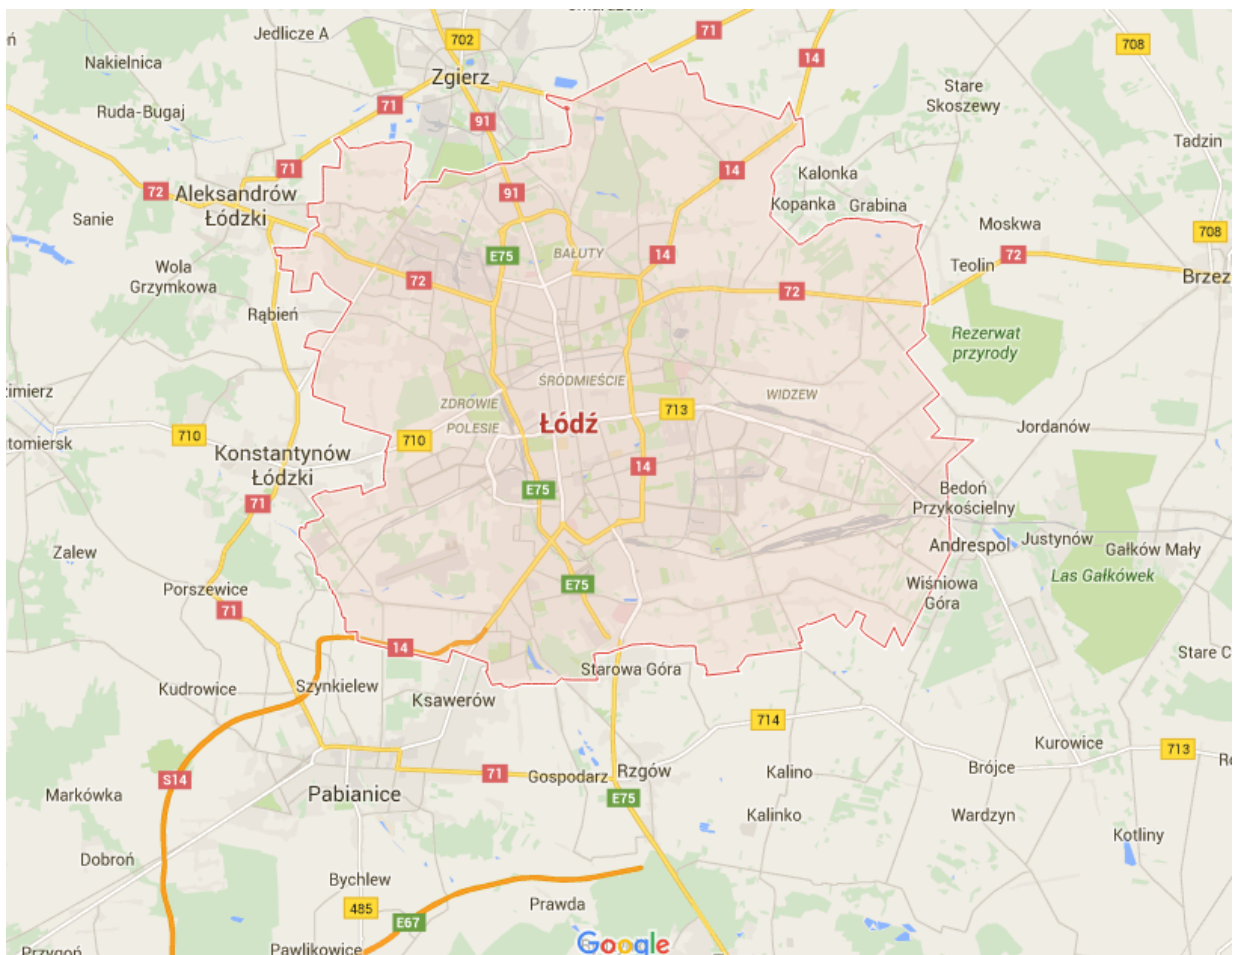 Jedlicze A
71
702
708
14
Nakielnica
Zgierz
Stare
Skoszewy
Ruda-Bugaj
71
91
Tadzin
71
14
Kalonka
72
Aleksandrów
Łódzki
91
Kopanka
Grabina
Sanie
Moskwa
708
BAŁUTY
E75
14
72
Teolin
Wola
Grzymkowa
72
72
Brzez
Rąbień
Rezerwat
przyrody
ŚRÓDMIEŚCIE
imierz
WIDZEW
ZDROWIE
POLESIE
713
Łódź
Jordanów
710
710
tomiersk
Konstantynów
Łódzki
14
E75
71
Bedoń
Przykościelny
Andrespol
Justynów
Gałków Mały
Zalew
Las Gałkówek
Porszewice
E75
Wiśniowa
Góra
71
14
Stare C
Starowa Góra
Kudrowice
Szynkielew
Ksawerów
714
Kurowice
713
S14
71
Gospodarz
Rzgów
Kalino
Brójce
Markówka
Pabianice
E75
Kalinko
Wardzyn
Kotliny
Dobroń
Bychlew
485
Prawda
E67
Pawlikowice
Google
Przygoń